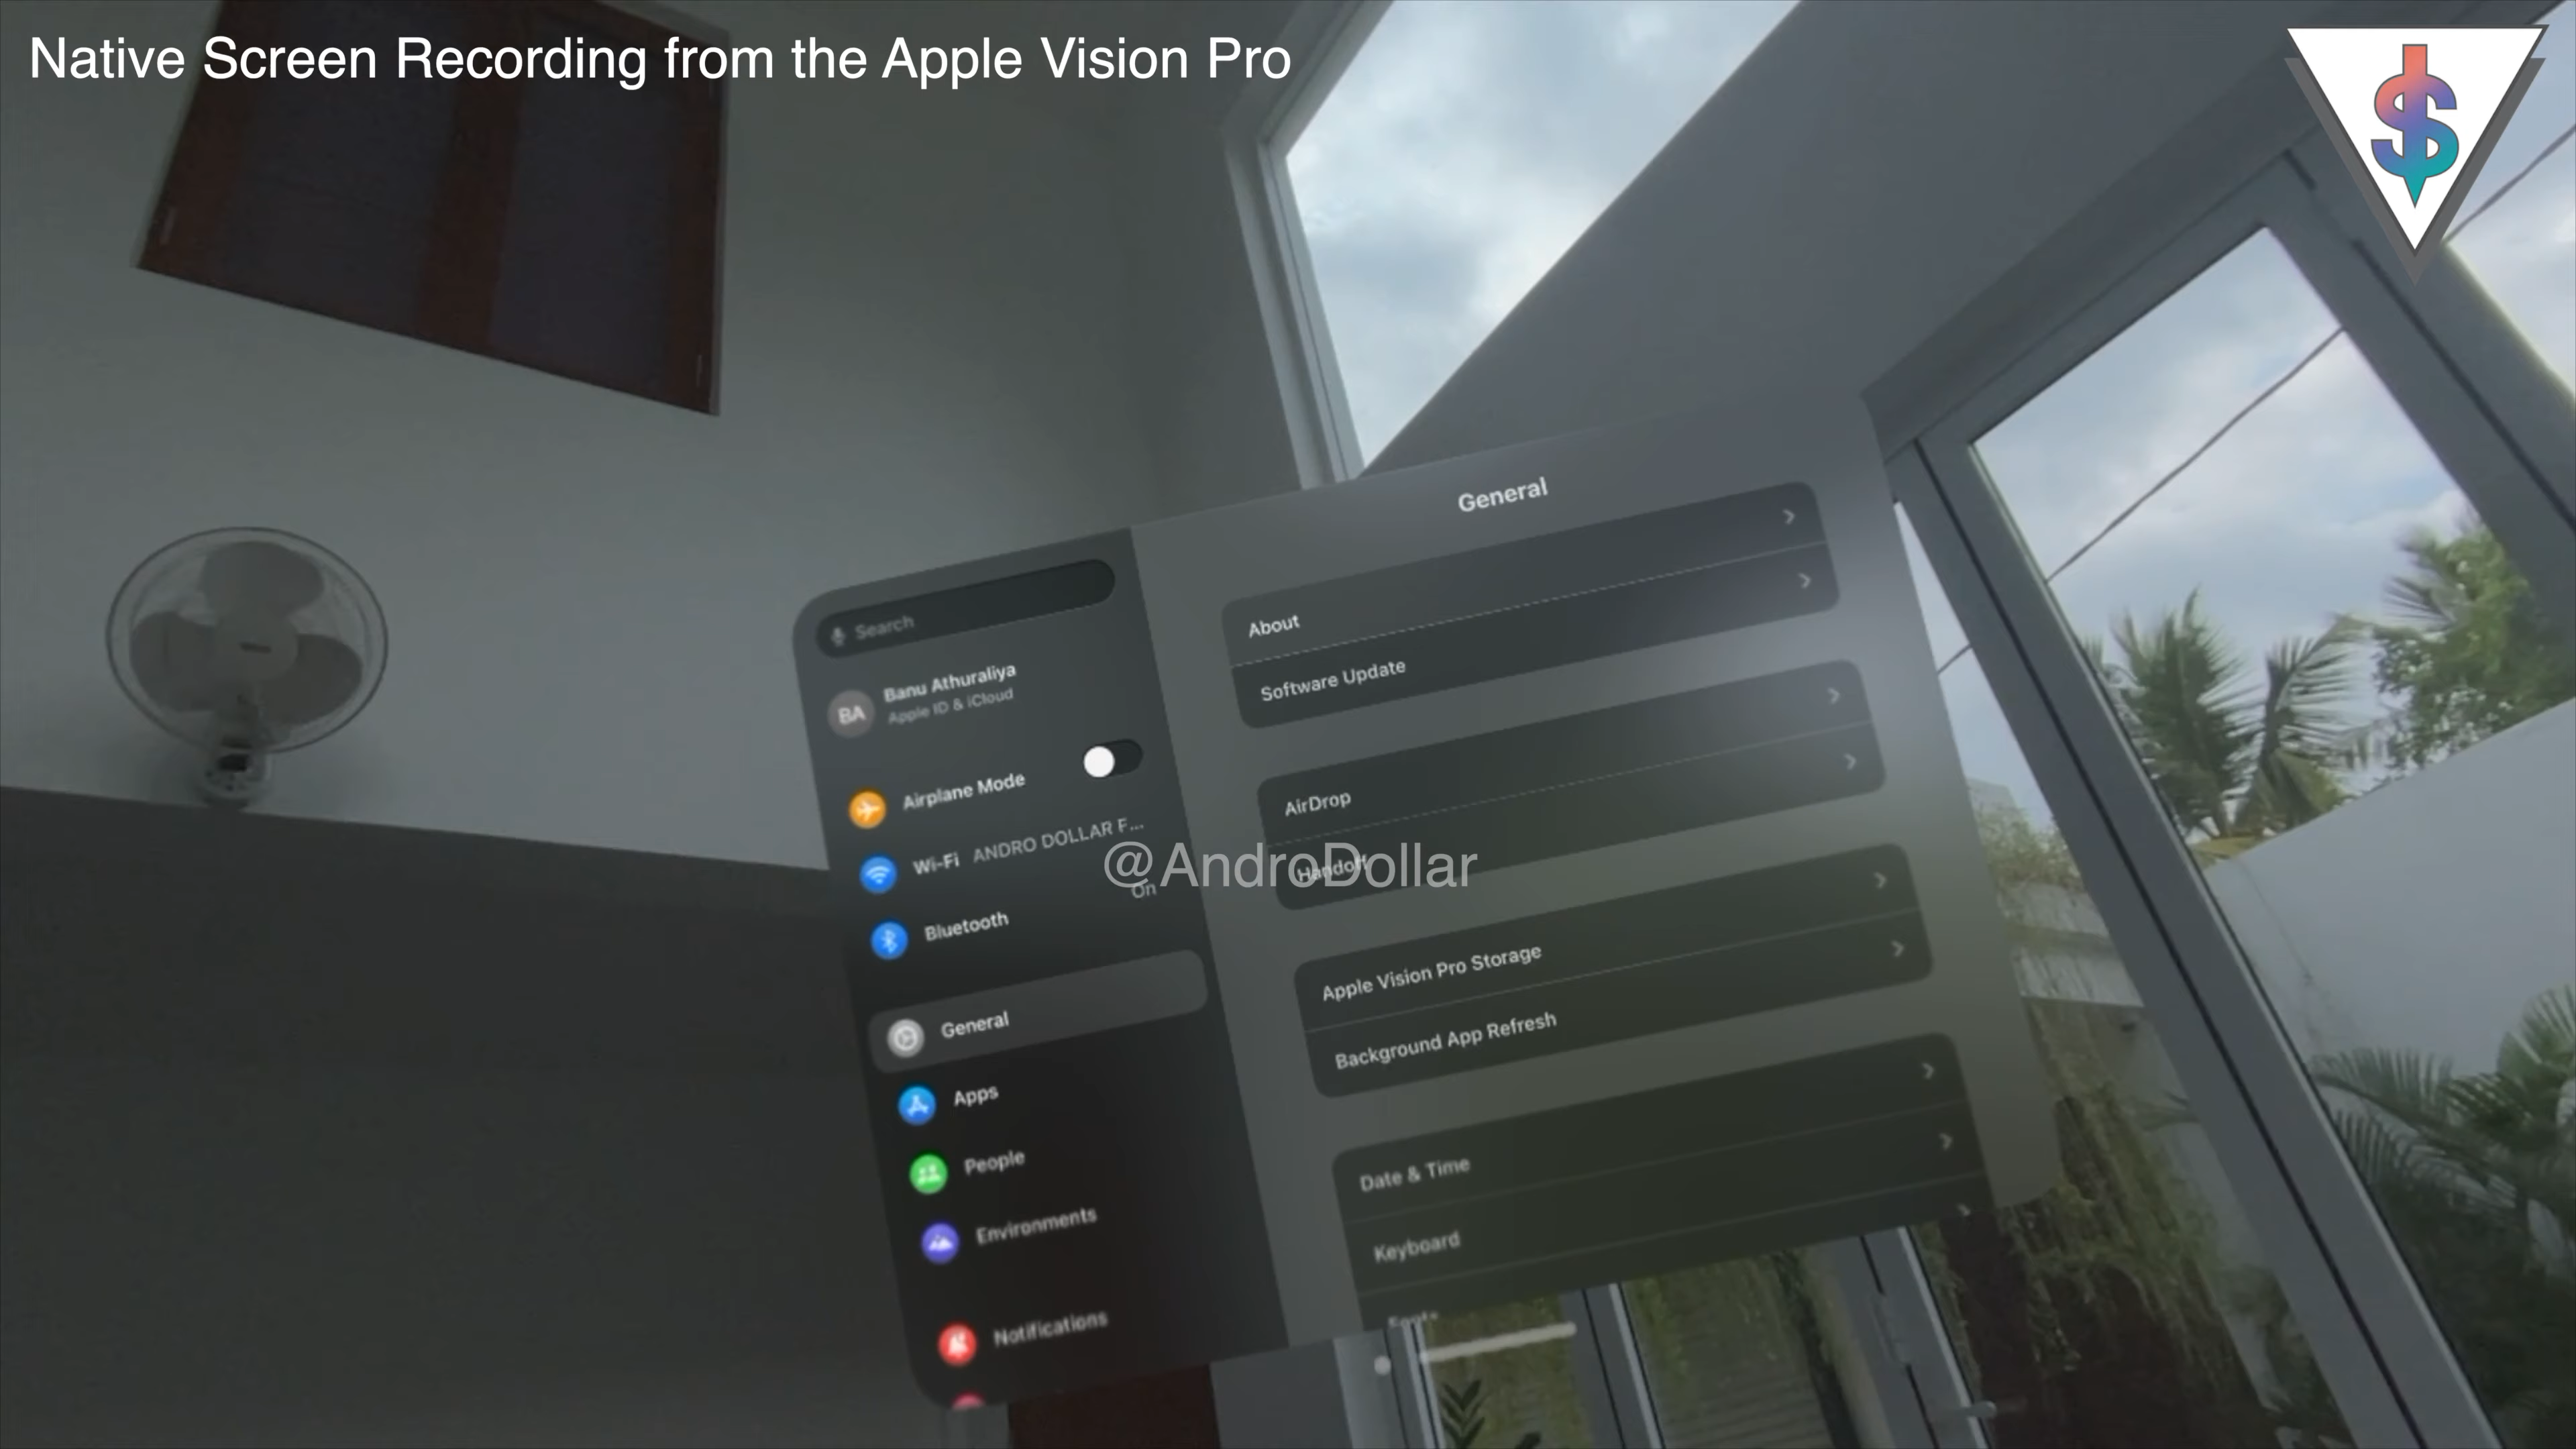 Native Screen Recording from the Apple Vision Pro
$
General
Search
Banu Athuraliya
BA
Apple ID & iCloud
Airplane Mode
Wi-Fi ANDRO DOLLAR F...
Bluetooth On
General
Apps
People
Environments
Notifications
About
Software Update
AirDrop
Handoff
@AndroDollar
Apple Vision Pro Storage
Background App Refresh
Date & Time
Keyboard
Fonts